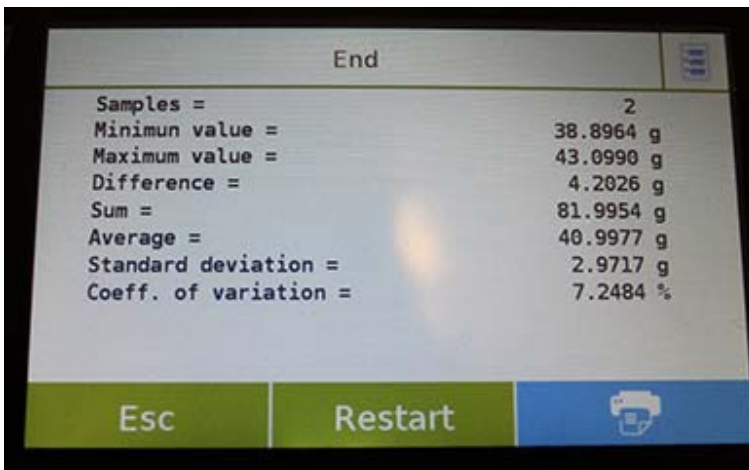 End
Samples = 2
Minimun value = 38.8964 g
Maximum value = 43.0990 g
Difference = 4.2026 g
Sum = 81.9954 g
Average = 40.9977 g
Standard deviation = 2.9717 g
Coeff. of variation = 7.2484 %
Esc Restart